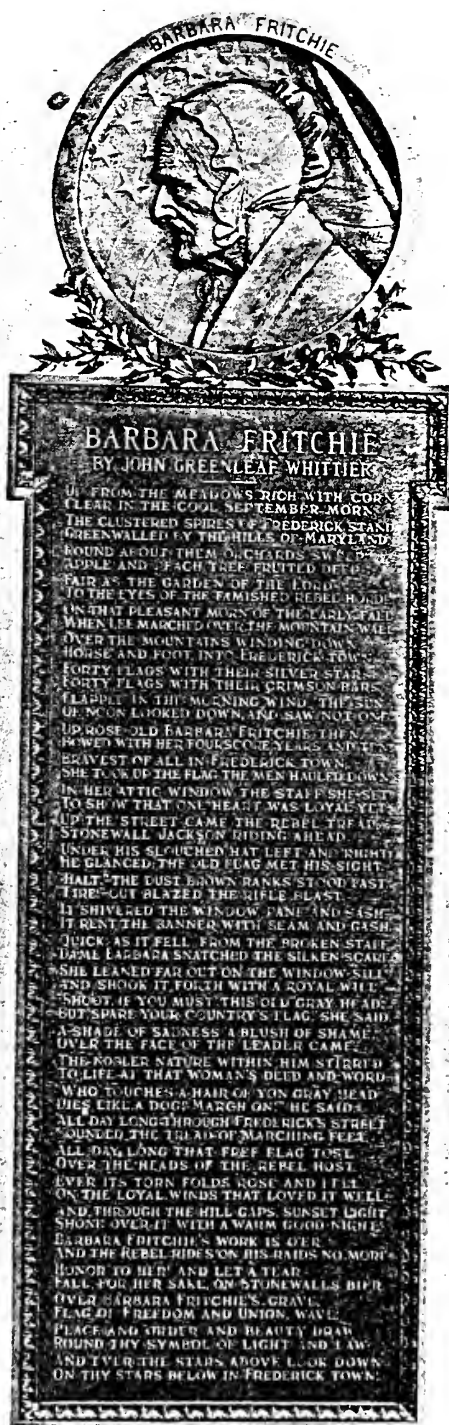 BARBARA FRITCHIE
BARBARA FRITCHIE
BY JOHN GREENLEAF WHITTIER
UP FROM THE MEADOWS RICH WITH CORN
CLEAR IN THE COOL SEPTEMBER MORN
THE CLUSTERED SPIRES OF FREDERICK STAND
GREENWALLED BY THE HILLS OF MARYLAND
ROUND ABOUT THEM ORCHARDS SWEEP
APPLE AND PEACH TREE FRUITED DEEP
FAIR AS THE GARDEN OF THE LORD
TO THE EYES OF THE FAMISHED REBEL HORDE
ON THAT PLEASANT MORN OF THE EARLY FALL
WHEN LEE MARCHED OVER THE MOUNTAIN WALL
OVER THE MOUNTAINS WINDING DOWN
HORSE AND FOOT INTO FREDERICK TOWN
FORTY FLAGS WITH THEIR SILVER STARS
FORTY FLAGS WITH THEIR CRIMSON BARS
FLAPPED IN THE MORNING WIND THE SUN
OF NOON LOOKED DOWN, AND SAW NOT ONE
UP ROSE OLD BARBARA FRITCHIE THEN
BOWED WITH HER FOURSCORE YEARS AND TEN
BRAVEST OF ALL IN FREDERICK TOWN
SHE TOOK UP THE FLAG THE MEN HAULED DOWN
IN HER ATTIC WINDOW THE STAFF SHE SET
TO SHOW THAT ONE HEART WAS LOYAL YET
UP THE STREET CAME THE REBEL TREAD
STONEWALL JACKSON RIDING AHEAD
UNDER HIS SLOUCHED HAT LEFT AND RIGHT
HE GLANCED; THE OLD FLAG MET HIS SIGHT
"HALT," THE DUST BROWN RANKS STOOD FAST
"FIRE!" OUT BLAZED THE RIFLE BLAST
IT SHIVERED THE WINDOW PANE AND SASH
IT RENT THE BANNER WITH SEAM AND GASH
QUICK, AS IT FELL, FROM THE BROKEN STAFF
DAME BARBARA SNATCHED THE SILKEN SCARF
SHE LEANED FAR OUT ON THE WINDOW SILL
AND SHOOK IT FORTH WITH A ROYAL WILL
"SHOOT, IF YOU MUST, THIS OLD GRAY HEAD
BUT SPARE YOUR COUNTRY'S FLAG," SHE SAID
A SHADE OF SADNESS A BLUSH OF SHAME
OVER THE FACE OF THE LEADER CAME
THE NOBLER NATURE WITHIN HIM STIRRED
TO LIFE AT THAT WOMAN'S DEED AND WORD
"WHO TOUCHES A HAIR OF YON GRAY HEAD
DIES LIKE A DOG! MARCH ON!" HE SAID
ALL DAY LONG THROUGH FREDERICK'S STREET
SOUNDED THE TREAD OF MARCHING FEET
ALL DAY LONG THAT FREE FLAG TOST
OVER THE HEADS OF THE REBEL HOST
EVER ITS TORN FOLDS ROSE AND FELL
ON THE LOYAL WINDS THAT LOVED IT WELL
AND, THROUGH THE HILL GAPS, SUNSET LIGHT
SHONE OVER IT WITH A WARM GOOD-NIGHT
BARBARA FRITCHIE'S WORK IS O'ER
AND THE REBEL RIDES ON HIS RAIDS NO MORE
HONOR TO HER! AND LET A TEAR
FALL, FOR HER SAKE, ON STONEWALLS BIER
OVER BARBARA FRITCHIE'S GRAVE
FLAG OF FREEDOM AND UNION, WAVE
PEACE AND ORDER AND BEAUTY DRAW
ROUND THY SYMBOL OF LIGHT AND LAW
AND EVER THE STARS ABOVE LOOK DOWN
ON THY STARS BELOW IN FREDERICK TOWN!